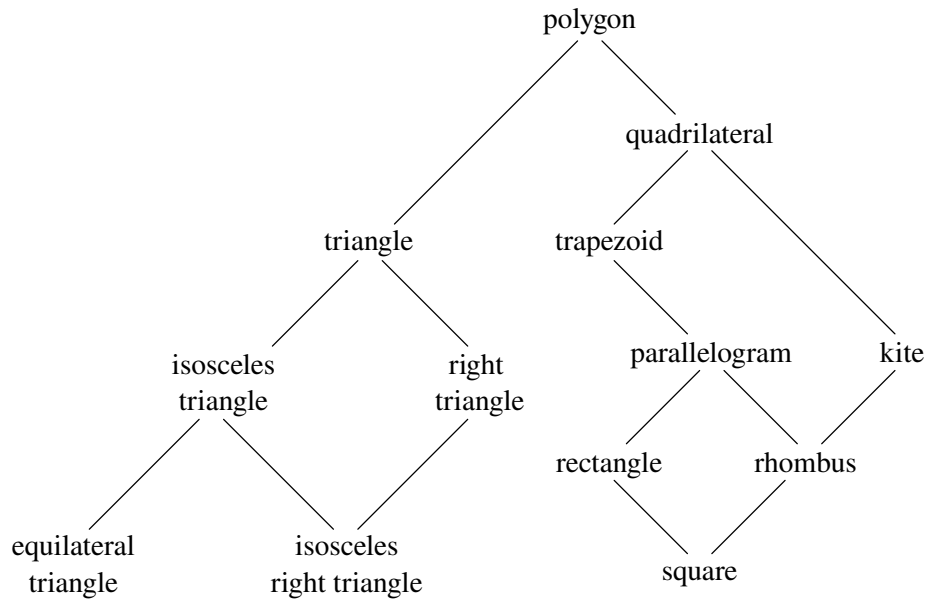 polygon
quadrilateral
triangle
trapezoid
isosceles
triangle
right
triangle
parallelogram
kite
rectangle
rhombus
equilateral
triangle
isosceles
right triangle
square